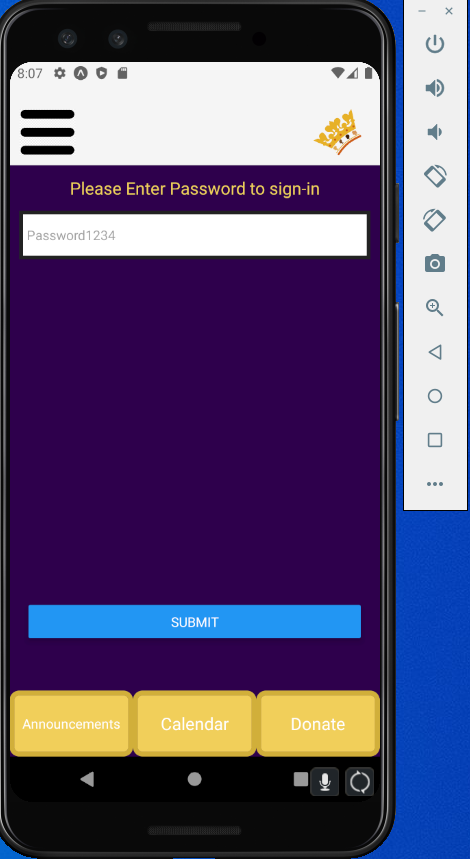 8:07
Please Enter Password to sign-in
Password1234
SUBMIT
Announcements Calendar Donate